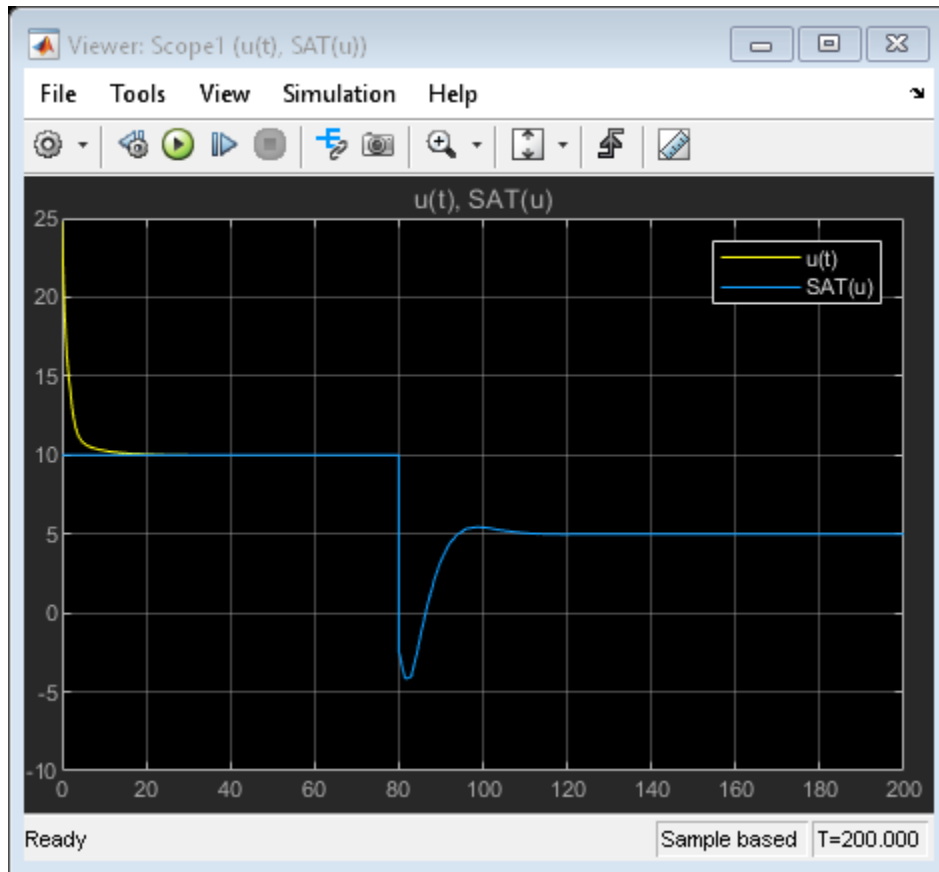 Viewer: Scope1 (u(t), SAT(u))
File Tools View Simulation Help
u(t), SAT(u)
25
20
15
10
5
0
-5
-10
u(t)
SAT(u)
0 20 40 60 80 100 120 140 160 180 200
Ready Sample based T=200.000